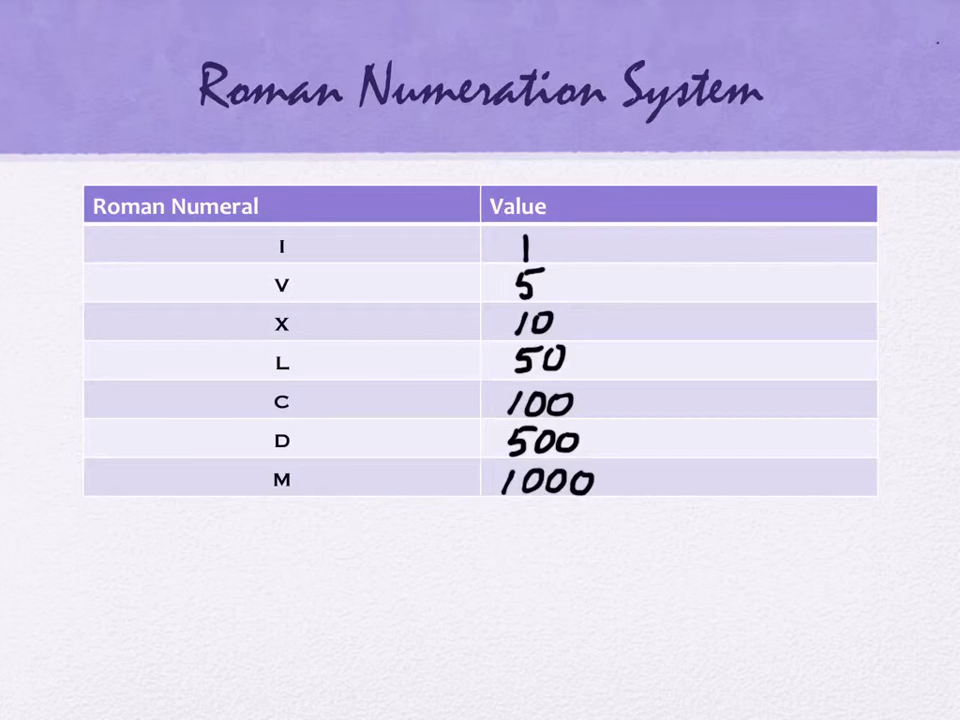 Roman Numeration System
Roman Numeral Value
I 1
V 5
X 10
L 50
C 100
D 500
M 1000